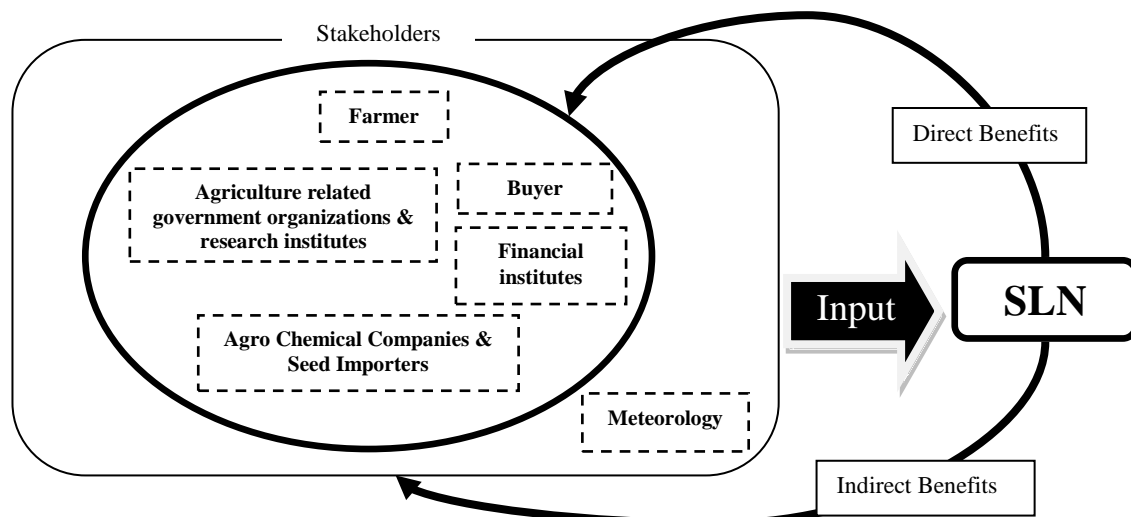 Stakeholders
Farmer
Agriculture related
government organizations &
research institutes
Buyer
Financial
institutes
Agro Chemical Companies &
Seed Importers
Meteorology
Input
Direct Benefits
SLN
Indirect Benefits